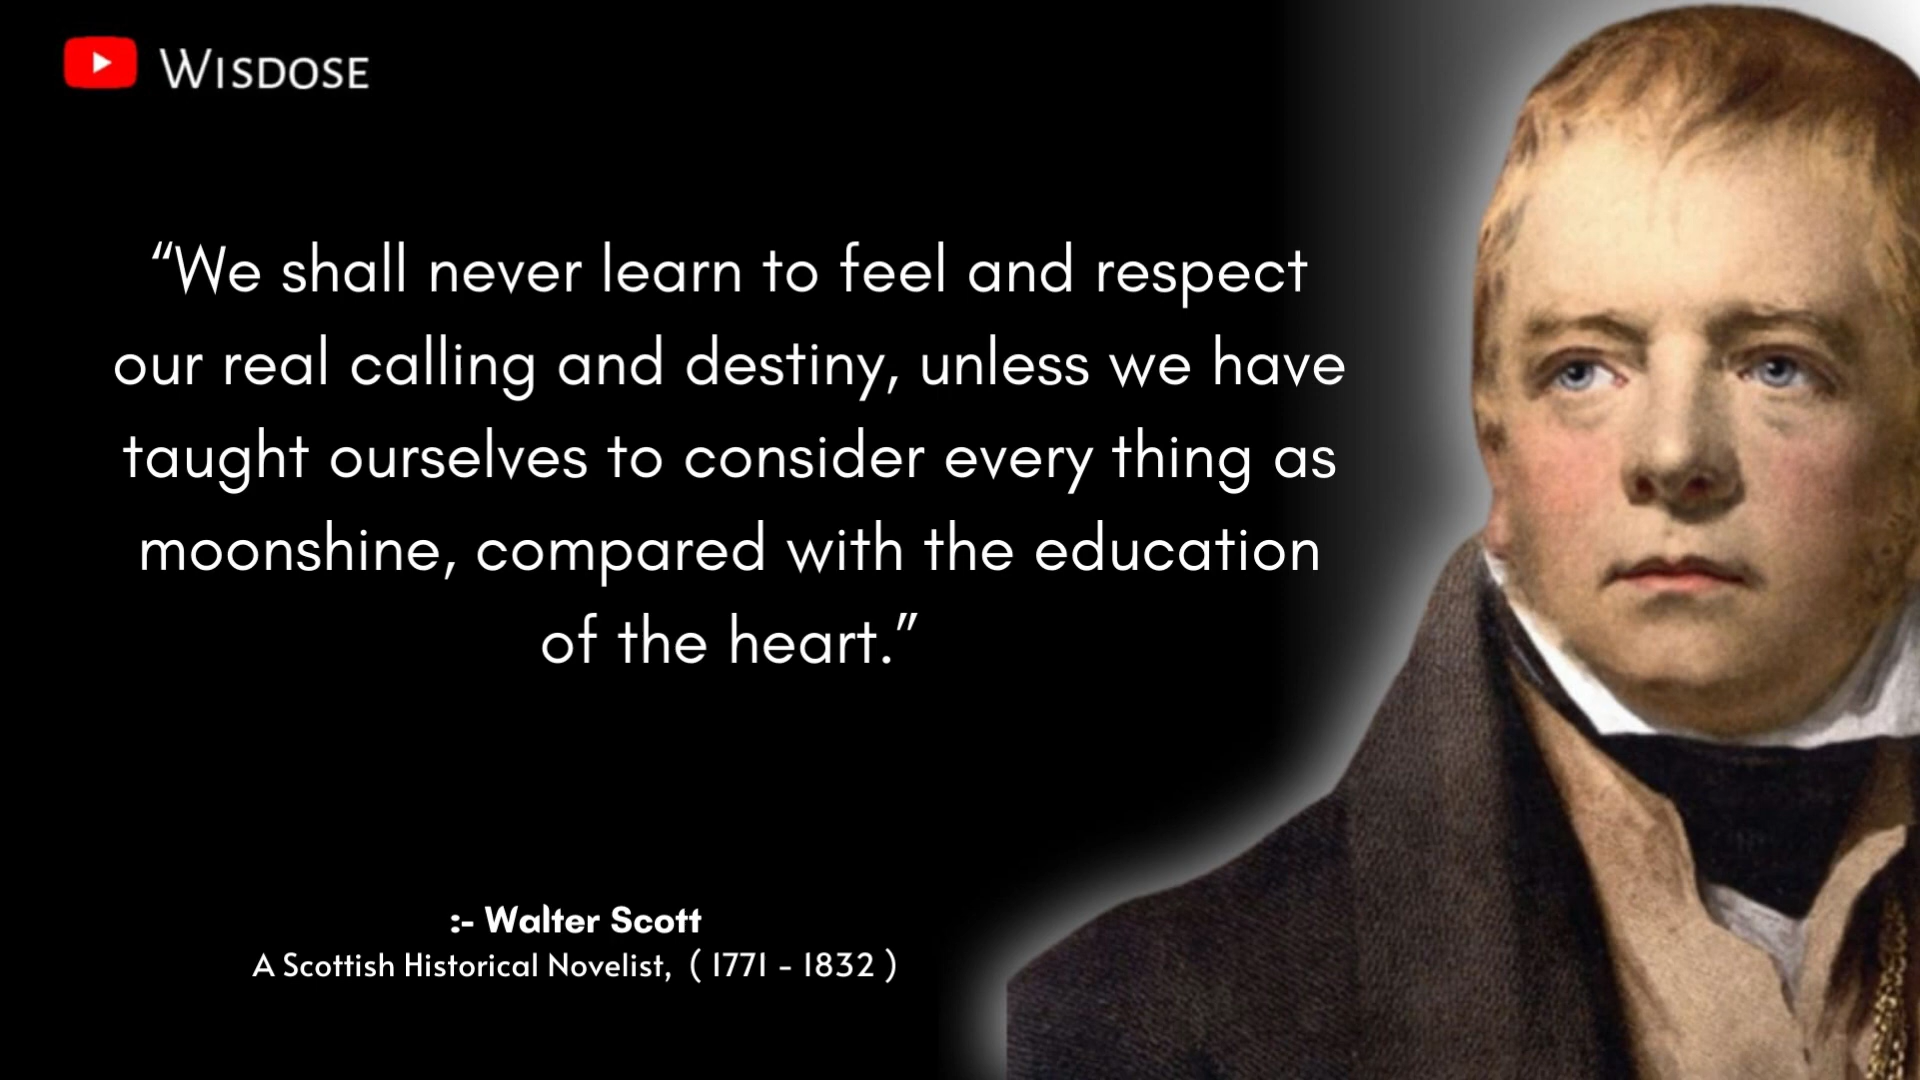 WISDOSE
“We shall never learn to feel and respect
our real calling and destiny, unless we have
taught ourselves to consider every thing as
moonshine, compared with the education
of the heart.”
:- Walter Scott
A Scottish Historical Novelist, ( 1771 - 1832 )